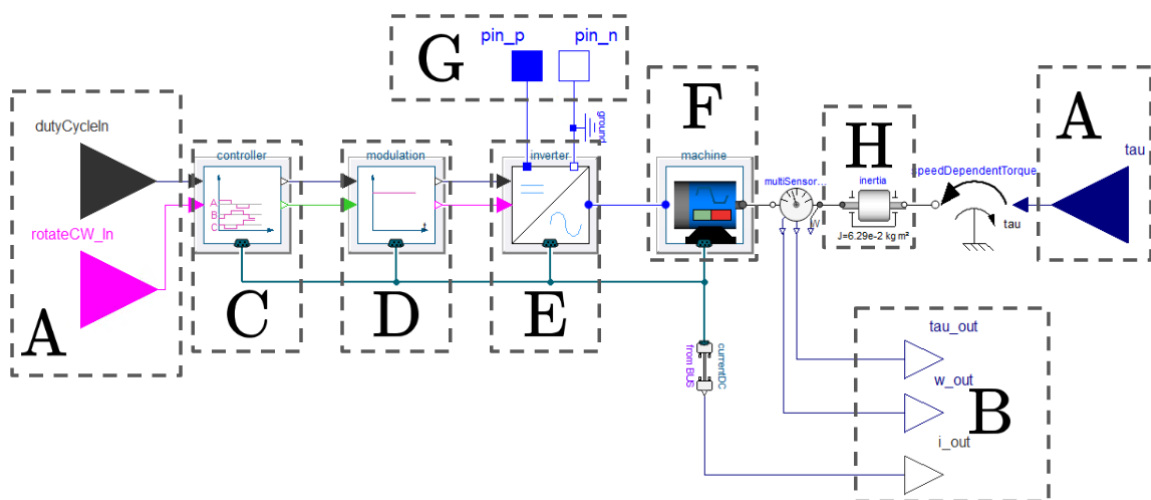 G
pin_p
pin_n
A
dutyCycleIn
rotateCW_In
controller
A
B
C
C
modulation
D
ground
inverter
E
F
machine
multiSensor...
w
H
inertia
J=6.29e-2 kg m²
speedDependentTorque
tau
A
tau
currentDC
from BUS
tau_out
w_out
B
i_out